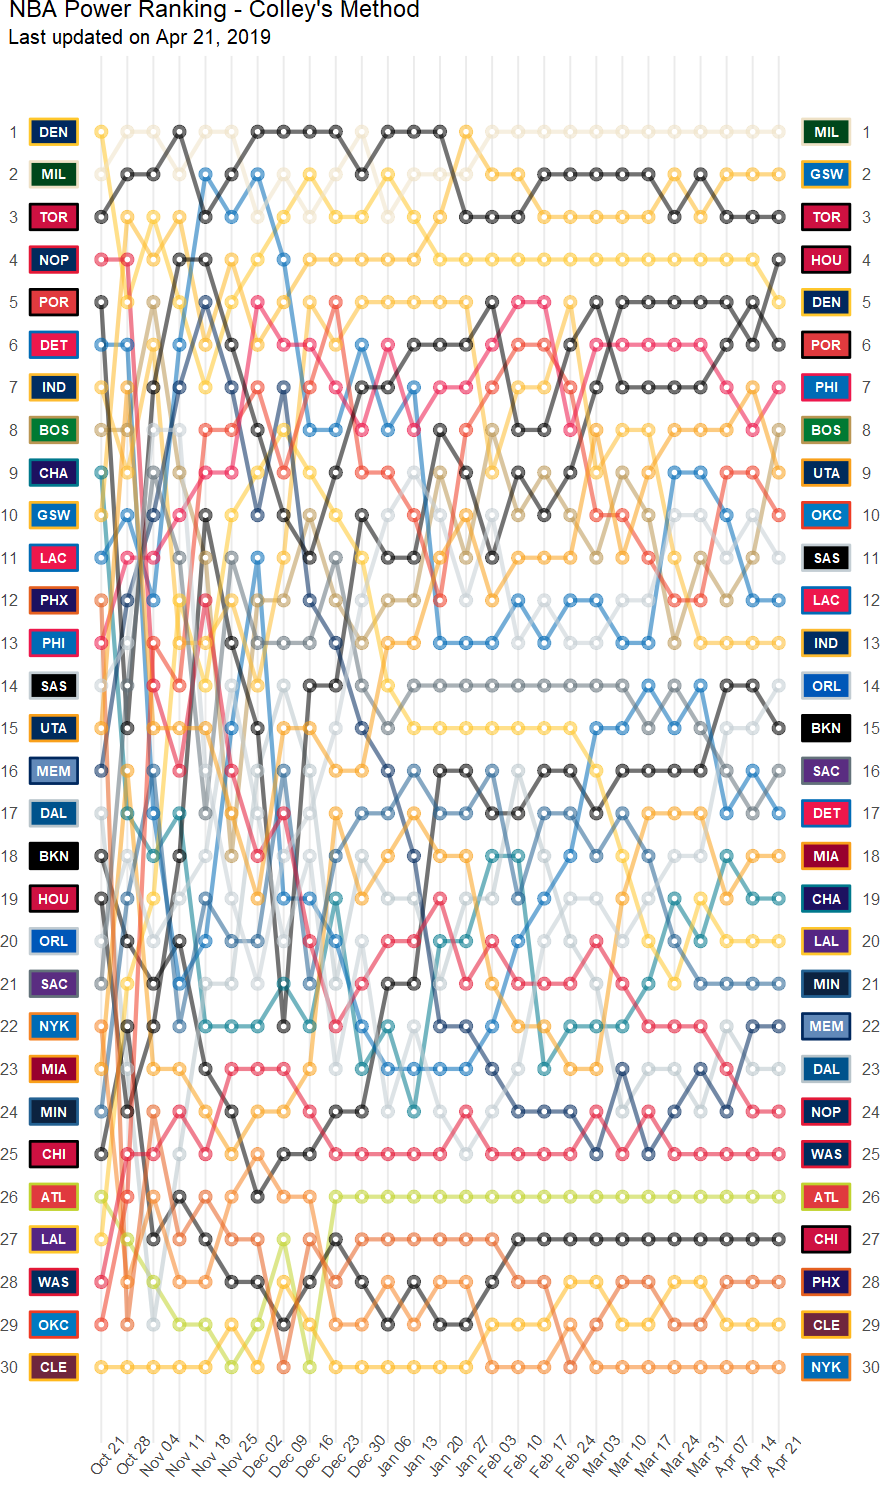 NBA Power Ranking - Colley's Method
Last updated on Apr 21, 2019
1 DEN MIL 1
2 MIL GSW 2
3 TOR TOR 3
4 NOP HOU 4
5 POR DEN 5
6 DET POR 6
7 IND PHI 7
8 BOS BOS 8
9 CHA UTA 9
10 GSW OKC 10
11 LAC SAS 11
12 PHX LAC 12
13 PHI IND 13
14 SAS ORL 14
15 UTA BKN 15
16 MEM SAC 16
17 DAL DET 17
18 BKN MIA 18
19 HOU CHA 19
20 ORL LAL 20
21 SAC MIN 21
22 NYK MEM 22
23 MIA DAL 23
24 MIN NOP 24
25 CHI WAS 25
26 ATL ATL 26
27 LAL CHI 27
28 WAS PHX 28
29 OKC CLE 29
30 CLE NYK 30
Oct 21 Oct 28 Nov 04 Nov 11 Nov 18 Nov 25 Dec 02 Dec 09 Dec 16 Dec 23 Dec 30 Jan 06 Jan 13 Jan 20 Jan 27 Feb 03 Feb 10 Feb 17 Feb 24 Mar 03 Mar 10 Mar 17 Mar 24 Mar 31 Apr 07 Apr 14 Apr 21